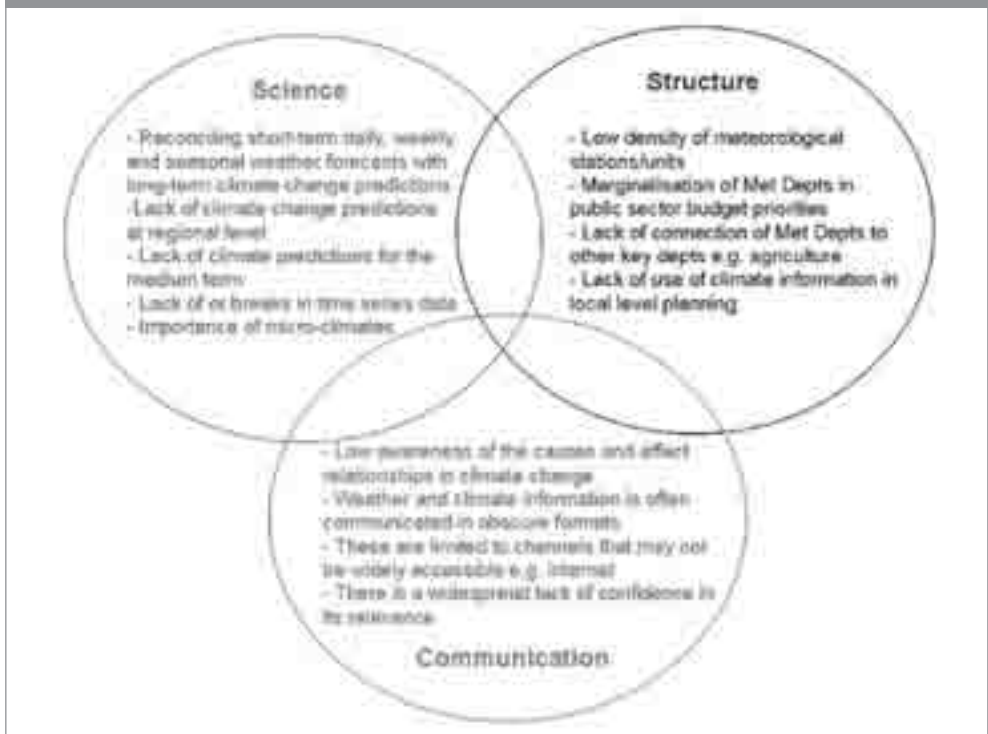 Science
- Reconciling short-term daily, weekly
and seasonal weather forecasts with
long-term climate change predictions
-Lack of climate change predictions
at regional level
- Lack of climate predictions for the
medium term
- Lack of or breaks in time series data
- Importance of micro-climates
Structure
- Low density of meteorological
stations/units
- Marginalisation of Met Depts in
public sector budget priorities
- Lack of connection of Met Depts to
other key depts e.g. agriculture
- Lack of use of climate information in
local level planning
- Low awareness of the causes and effect
relationships in climate change
- Weather and climate information is often
communicated in obscure formats
- These are limited to channels that may not
be widely accessible e.g. internet
- There is a widespread lack of confidence in
its relevance
Communication